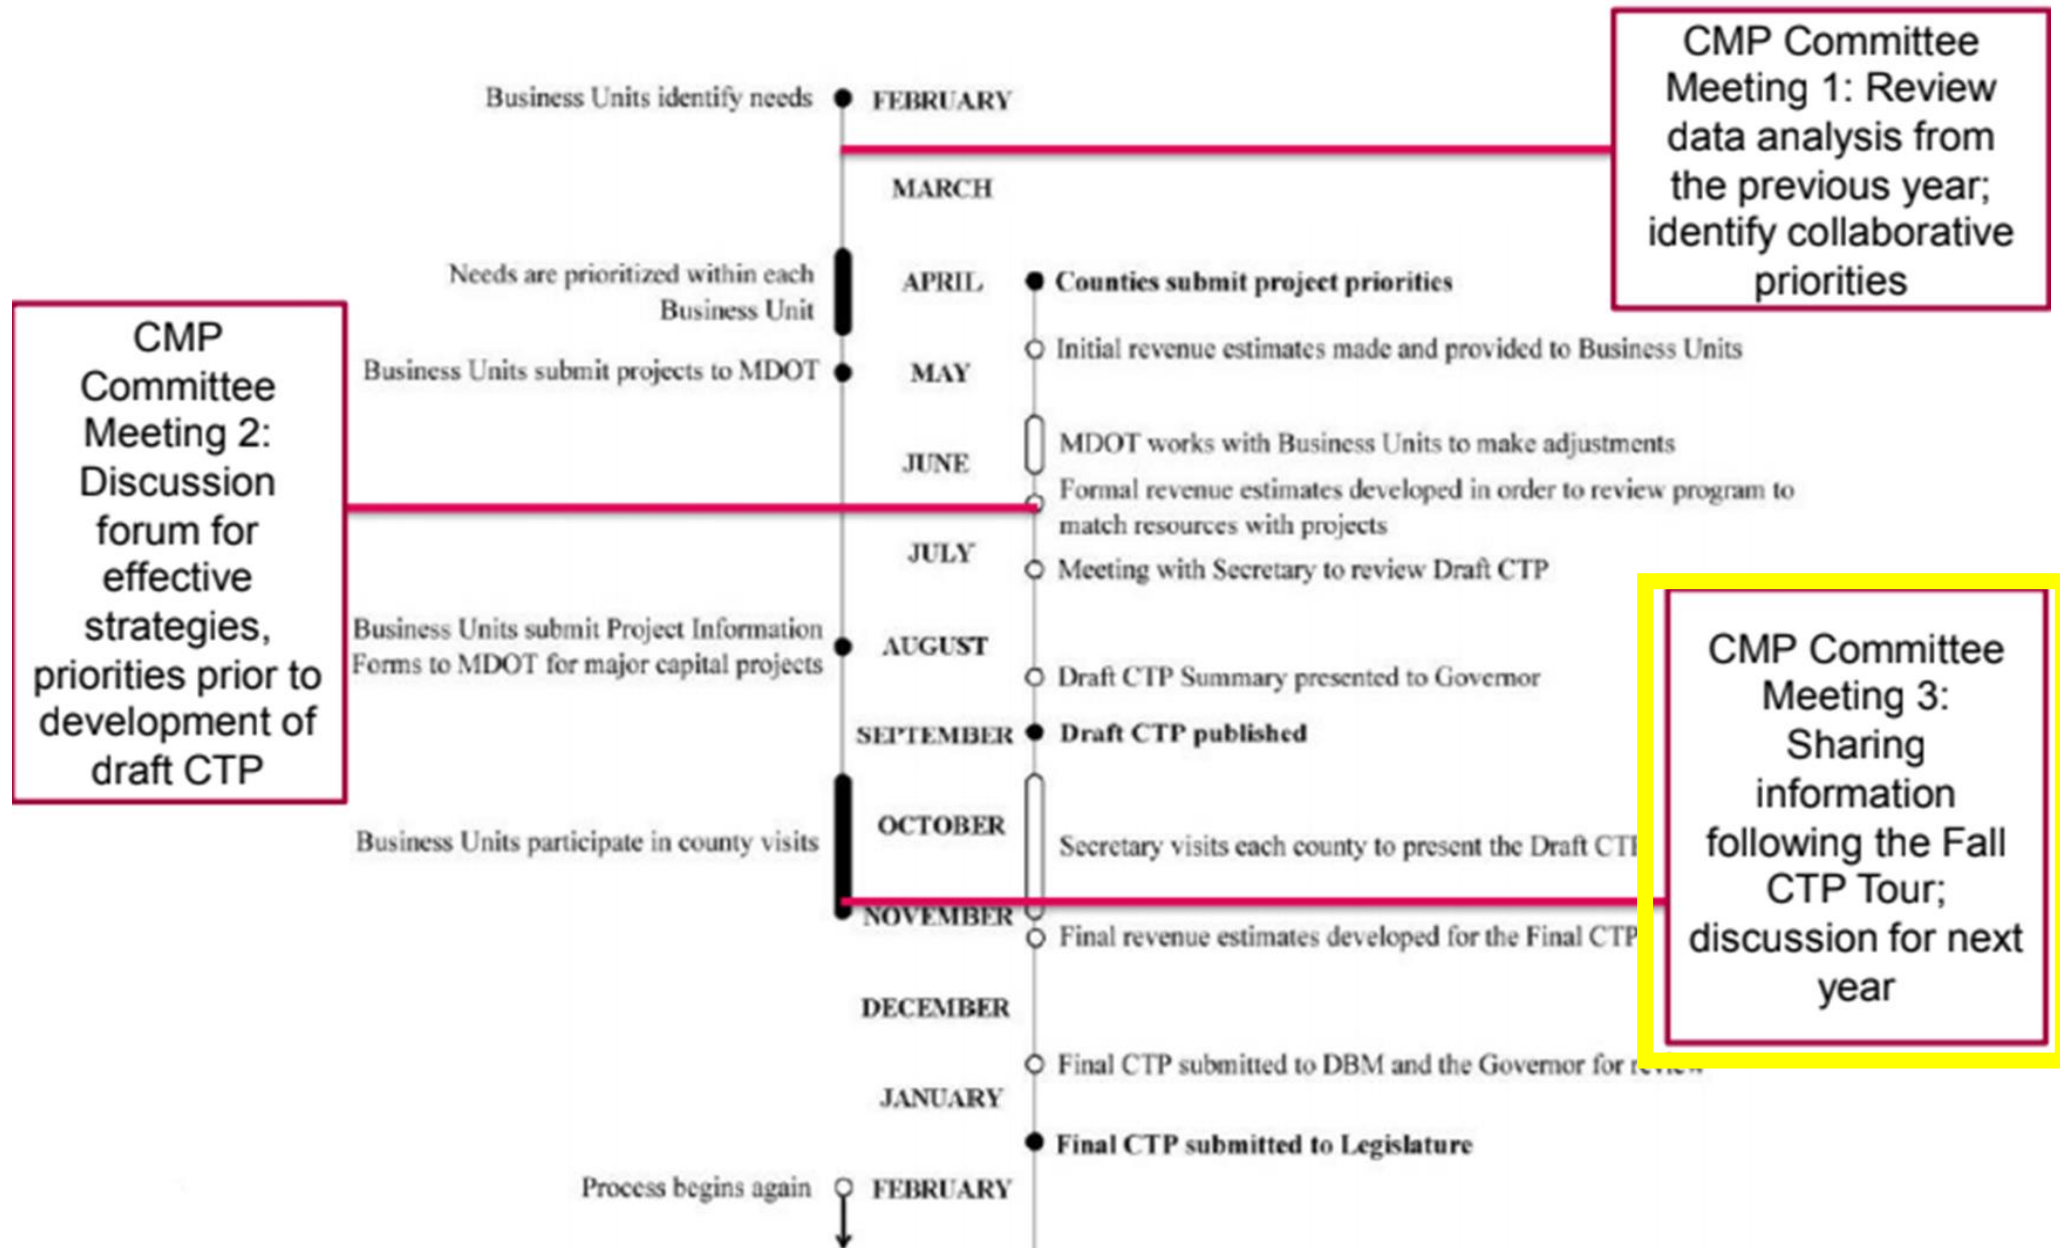 CMP Committee
Meeting 1: Review
data analysis from
the previous year;
identify collaborative
priorities
Business Units identify needs
FEBRUARY
MARCH
Needs are prioritized within each
Business Unit
APRIL
Counties submit project priorities
Initial revenue estimates made and provided to Business Units
CMP
Committee
Meeting 2:
Discussion
forum for
effective
strategies,
priorities prior to
development of
draft CTP
Business Units submit projects to MDOT
MAY
MDOT works with Business Units to make adjustments
JUNE
Formal revenue estimates developed in order to review program to
match resources with projects
JULY
Meeting with Secretary to review Draft CTP
Business Units submit Project Information
Forms to MDOT for major capital projects
AUGUST
Draft CTP Summary presented to Governor
SEPTEMBER
Draft CTP published
CMP Committee
Meeting 3:
Sharing
information
following the Fall
CTP Tour;
discussion for next
year
Business Units participate in county visits
OCTOBER
Secretary visits each county to present the Draft
NOVEMBER
Final revenue estimates developed for the Final CTP
DECEMBER
Final CTP submitted to DBM and the Governor for
JANUARY
Final CTP submitted to Legislature
Process begins again
FEBRUARY